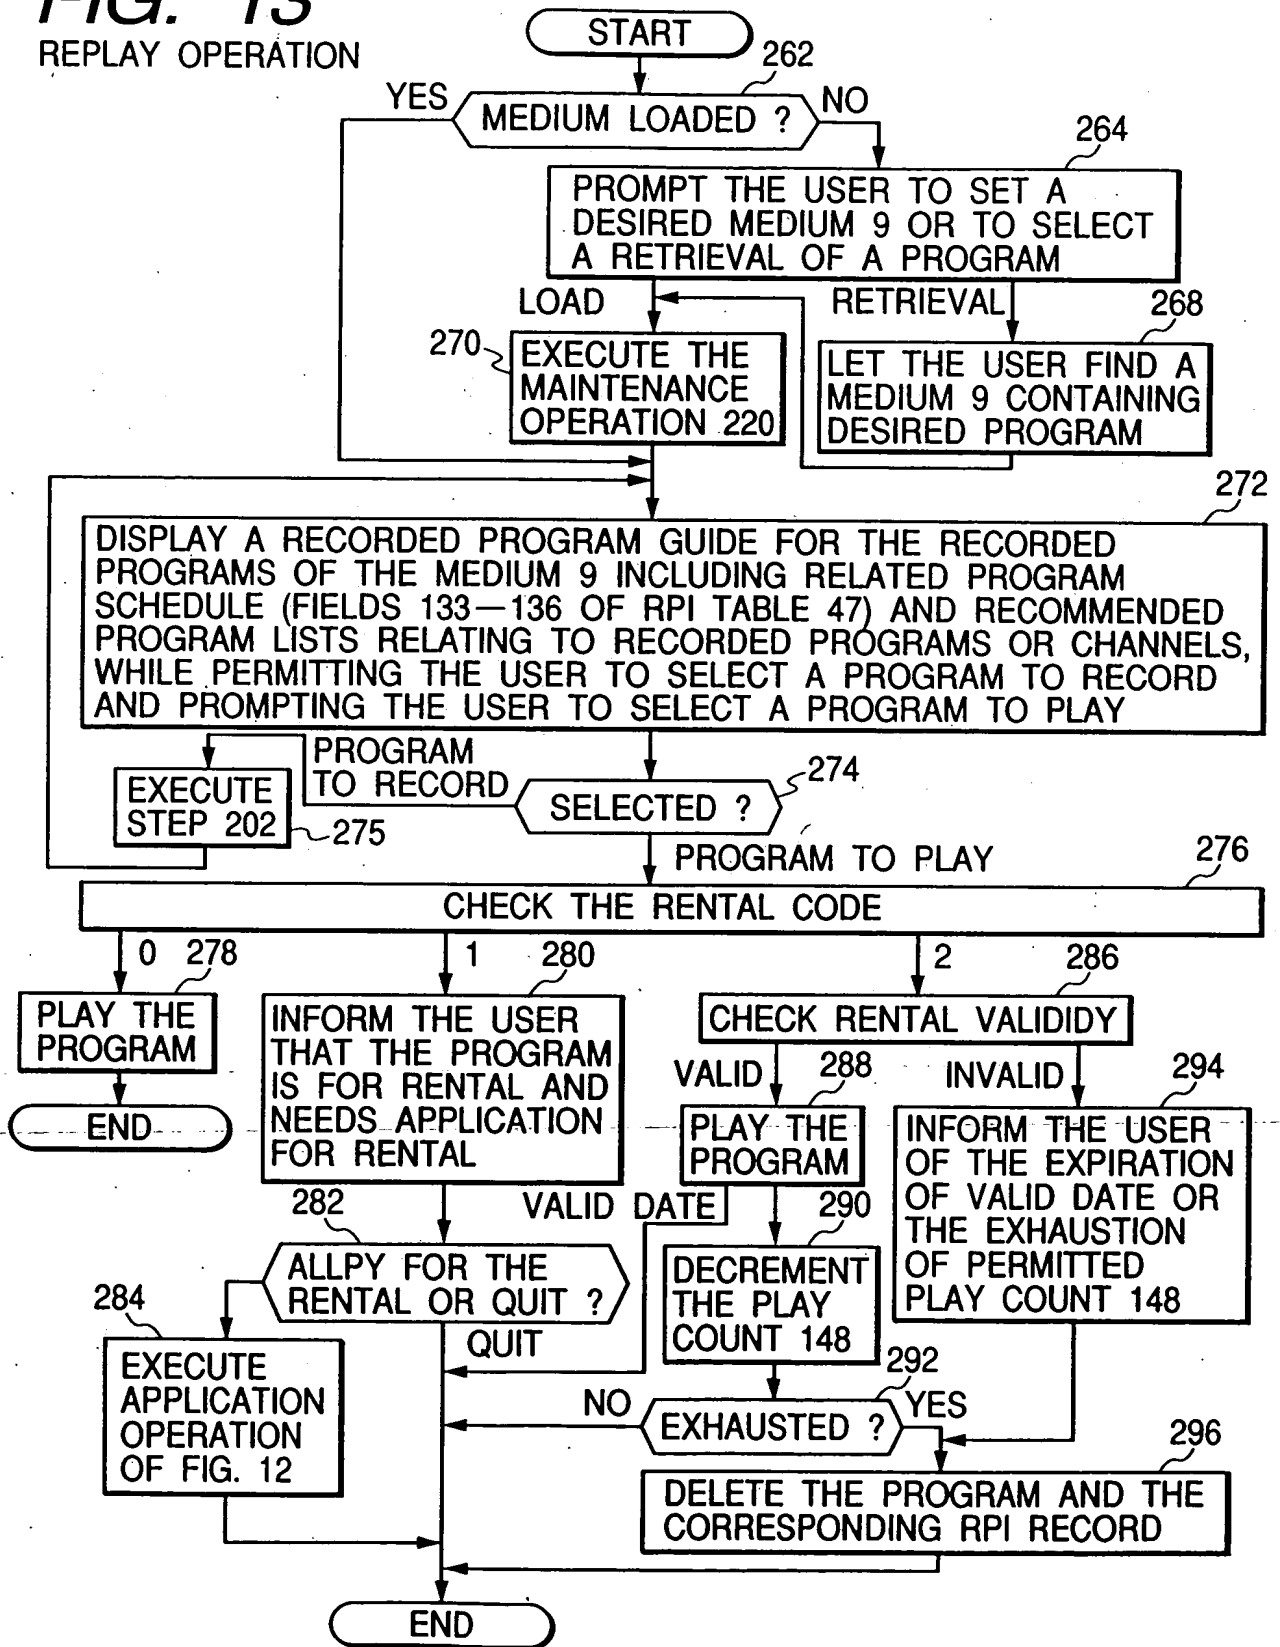 FIG. 13
REPLAY OPERATION
START
262
YES
MEDIUM LOADED ?
NO
264
PROMPT THE USER TO SET A
DESIRED MEDIUM 9 OR TO SELECT
A RETRIEVAL OF A PROGRAM
LOAD
RETRIEVAL
268
270
EXECUTE THE
MAINTENANCE
OPERATION 220
LET THE USER FIND A
MEDIUM 9 CONTAINING
DESIRED PROGRAM
272
DISPLAY A RECORDED PROGRAM GUIDE FOR THE RECORDED
PROGRAMS OF THE MEDIUM 9 INCLUDING RELATED PROGRAM
SCHEDULE (FIELDS 133—136 OF RPI TABLE 47) AND RECOMMENDED
PROGRAM LISTS RELATING TO RECORDED PROGRAMS OR CHANNELS,
WHILE PERMITTING THE USER TO SELECT A PROGRAM TO RECORD
AND PROMPTING THE USER TO SELECT A PROGRAM TO PLAY
PROGRAM
TO RECORD
274
SELECTED ?
EXECUTE
STEP 202
275
PROGRAM TO PLAY
276
CHECK THE RENTAL CODE
0
278
1
280
2
286
PLAY THE
PROGRAM
END
INFORM THE USER
THAT THE PROGRAM
IS FOR RENTAL AND
NEEDS APPLICATION
FOR RENTAL
CHECK RENTAL VALIDIDY
VALID
288
INVALID
294
PLAY THE
PROGRAM
INFORM THE USER
OF THE EXPIRATION
OF VALID DATE OR
THE EXHAUSTION
OF PERMITTED
PLAY COUNT 148
282
VALID DATE
290
ALLPY FOR THE
RENTAL OR QUIT ?
DECREMENT
THE PLAY
COUNT 148
284
QUIT
EXECUTE
APPLICATION
OPERATION
OF FIG. 12
292
NO
EXHAUSTED ?
YES
296
DELETE THE PROGRAM AND THE
CORRESPONDING RPI RECORD
END